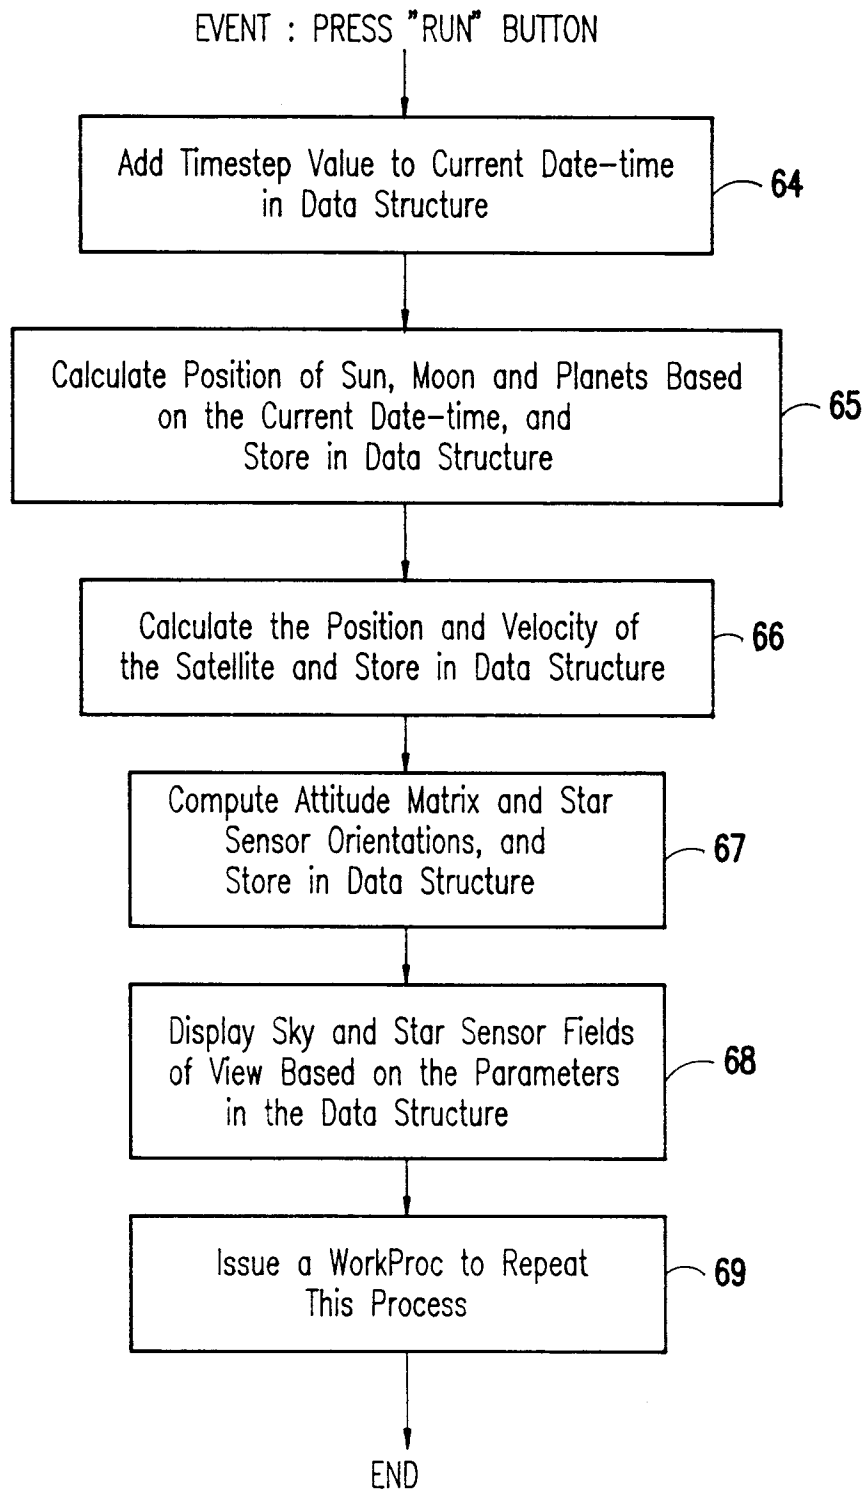 EVENT : PRESS "RUN" BUTTON
Add Timestep Value to Current Date-time
in Data Structure
64
Calculate Position of Sun, Moon and Planets Based
on the Current Date-time, and
Store in Data Structure
65
Calculate the Position and Velocity of
the Satellite and Store in Data Structure
66
Compute Attitude Matrix and Star
Sensor Orientations, and
Store in Data Structure
67
Display Sky and Star Sensor Fields
of View Based on the Parameters
in the Data Structure
68
Issue a WorkProc to Repeat
This Process
69
END